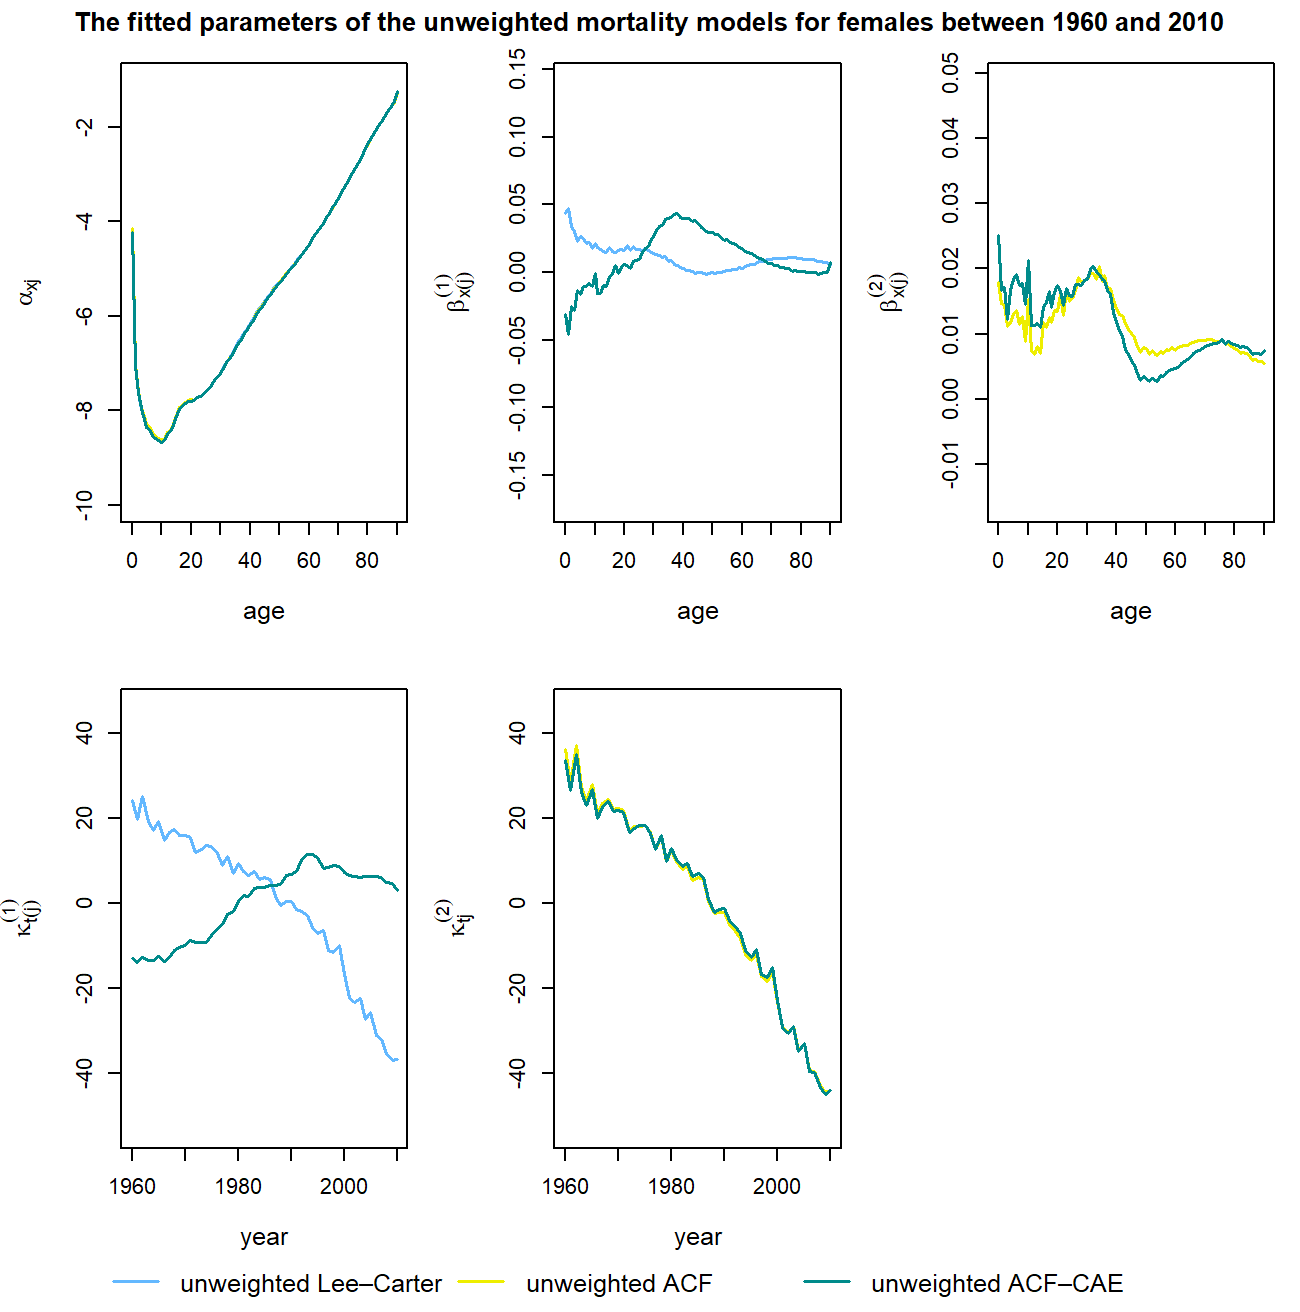 The fitted parameters of the unweighted mortality models for females between 1960 and 2010
αxj
-10 -8 -6 -4 -2
0 20 40 60 80
age
βx(j)(1)
-0.15 -0.10 -0.05 0.00 0.05 0.10 0.15
0 20 40 60 80
age
βx(j)(2)
-0.01 0.00 0.01 0.02 0.03 0.04 0.05
0 20 40 60 80
age
κt(j)(1)
-40 -20 0 20 40
1960 1980 2000
year
κtj(2)
-40 -20 0 20 40
1960 1980 2000
year
unweighted Lee–Carter unweighted ACF unweighted ACF–CAE